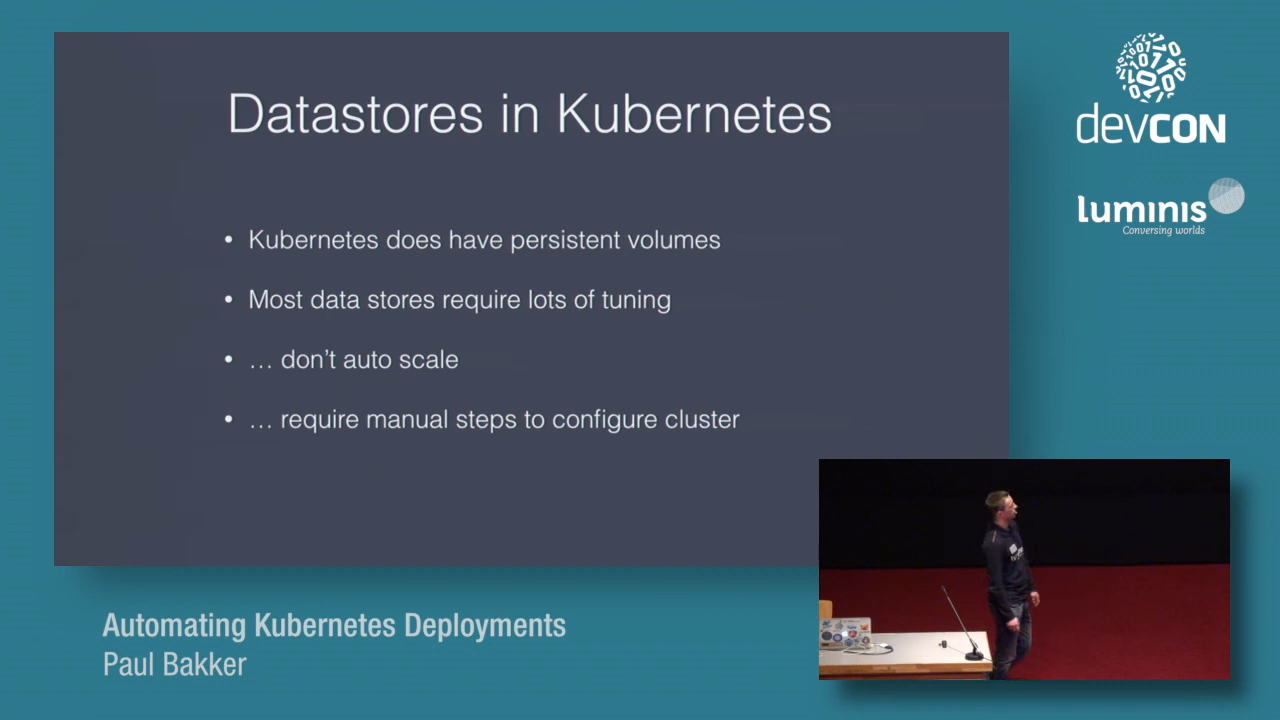 Datastores in Kubernetes
• Kubernetes does have persistent volumes
• Most data stores require lots of tuning
• … don’t auto scale
• … require manual steps to configure cluster
devCON
luminis
Conversing worlds
Automating Kubernetes Deployments
Paul Bakker